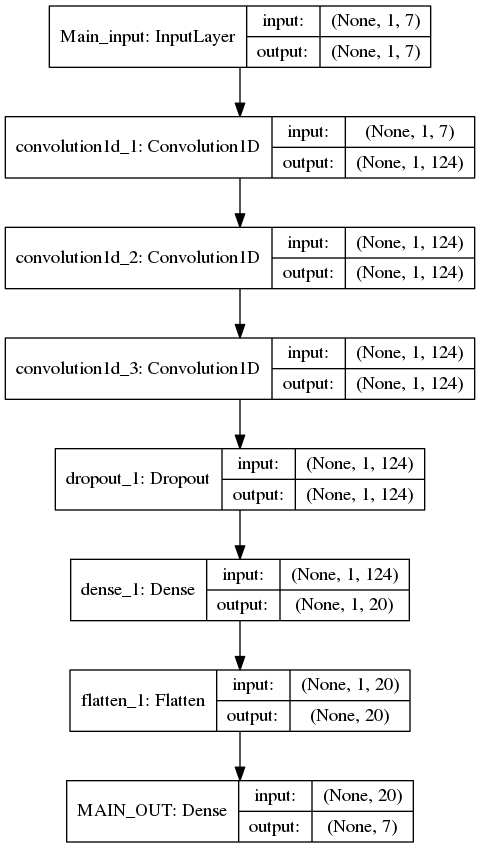 Main_input: InputLayer
input: (None, 1, 7)
output: (None, 1, 7)
convolution1d_1: Convolution1D
input: (None, 1, 7)
output: (None, 1, 124)
convolution1d_2: Convolution1D
input: (None, 1, 124)
output: (None, 1, 124)
convolution1d_3: Convolution1D
input: (None, 1, 124)
output: (None, 1, 124)
dropout_1: Dropout
input: (None, 1, 124)
output: (None, 1, 124)
dense_1: Dense
input: (None, 1, 124)
output: (None, 1, 20)
flatten_1: Flatten
input: (None, 1, 20)
output: (None, 20)
MAIN_OUT: Dense
input: (None, 20)
output: (None, 7)